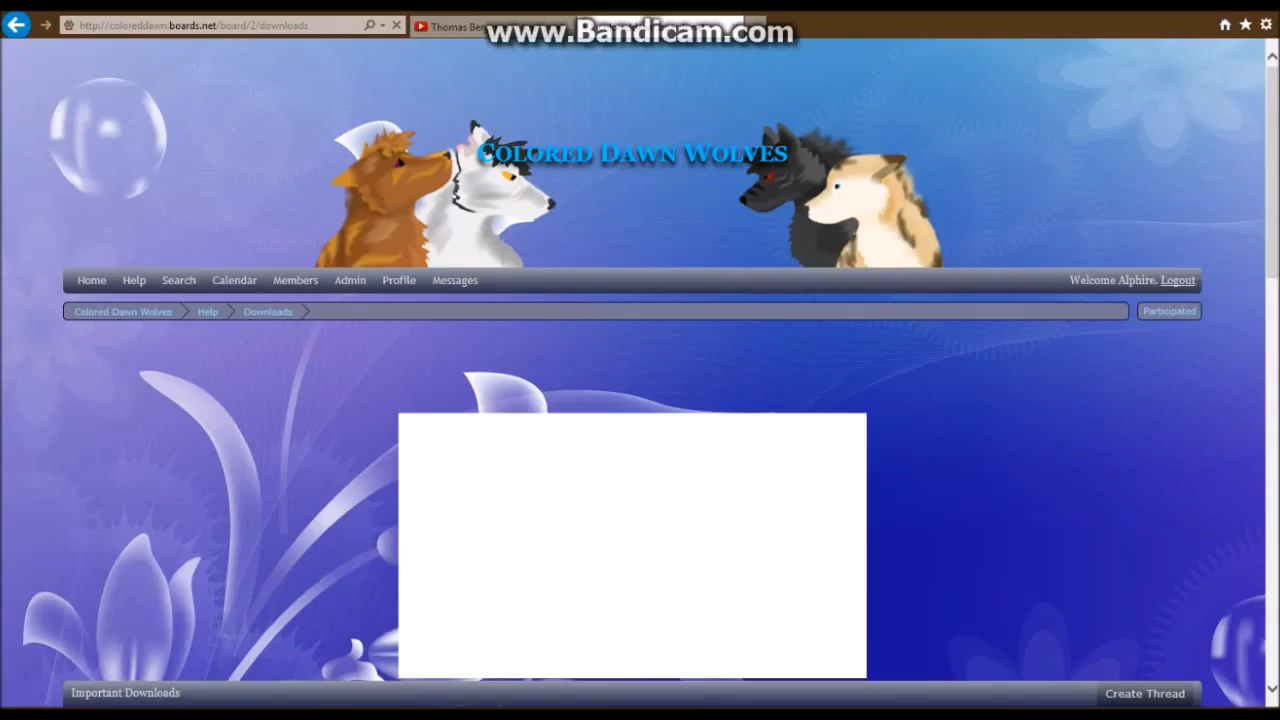 http://coloreddawn.boards.net/board/2/downloads
Thomas Ber
www.Bandicam.com
Colored Dawn Wolves
Home Help Search Calendar Members Admin Profile Messages Welcome Alphire. Logout
Colored Dawn Wolves Help Downloads Participated
Important Downloads Create Thread